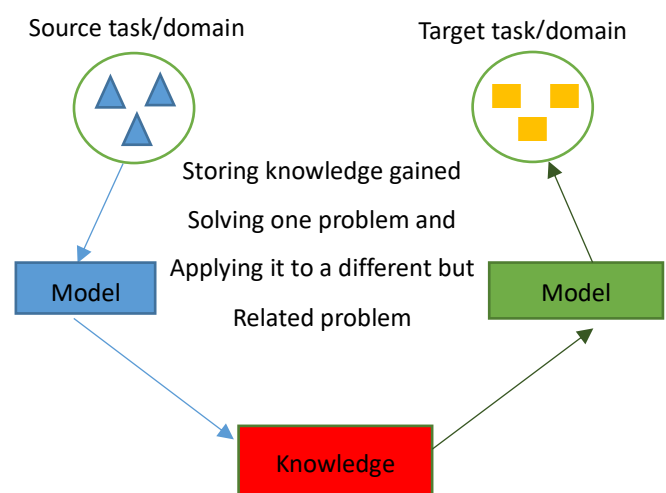 Source task/domain
Target task/domain
Storing knowledge gained
Solving one problem and
Applying it to a different but
Related problem
Model
Model
Knowledge